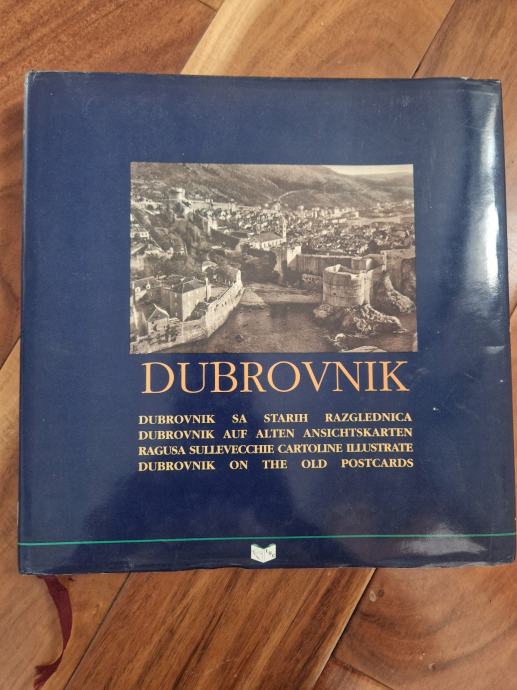 DUBROVNIK
DUBROVNIK SA STARIH RAZGLEDNICA
DUBROVNIK AUF ALTEN ANSICHTSKARTEN
RAGUSA SULLEVECCHIE CARTOLINE ILLUSTRATE
DUBROVNIK ON THE OLD POSTCARDS